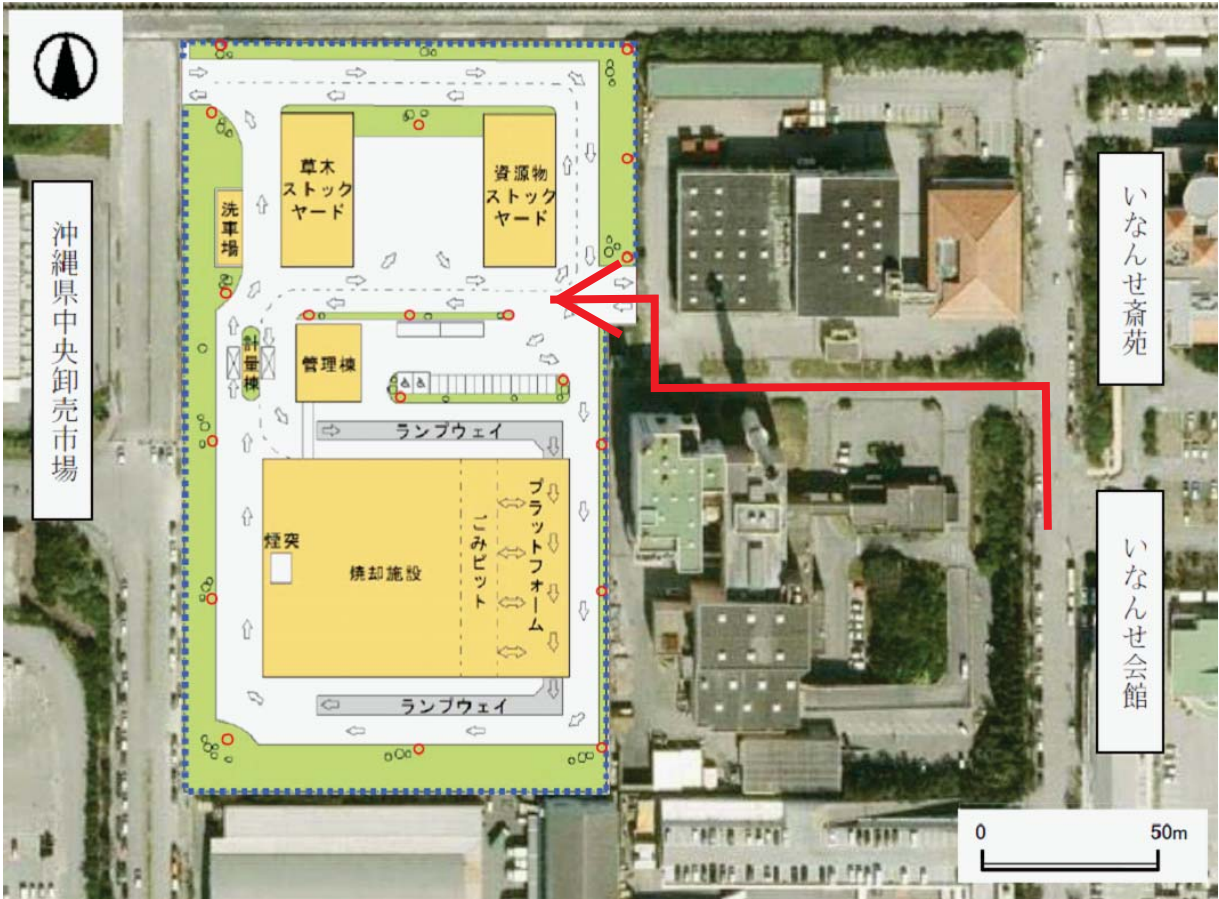 草木
ストック
ヤード
資源物
ストック
ヤード
洗車場
いなんせ斎苑
沖縄県中央卸売市場
計量棟
管理棟
ランプウェイ
煙突
焼却施設
ごみピット
プラットフォーム
いなんせ会館
ランプウェイ
0 50m